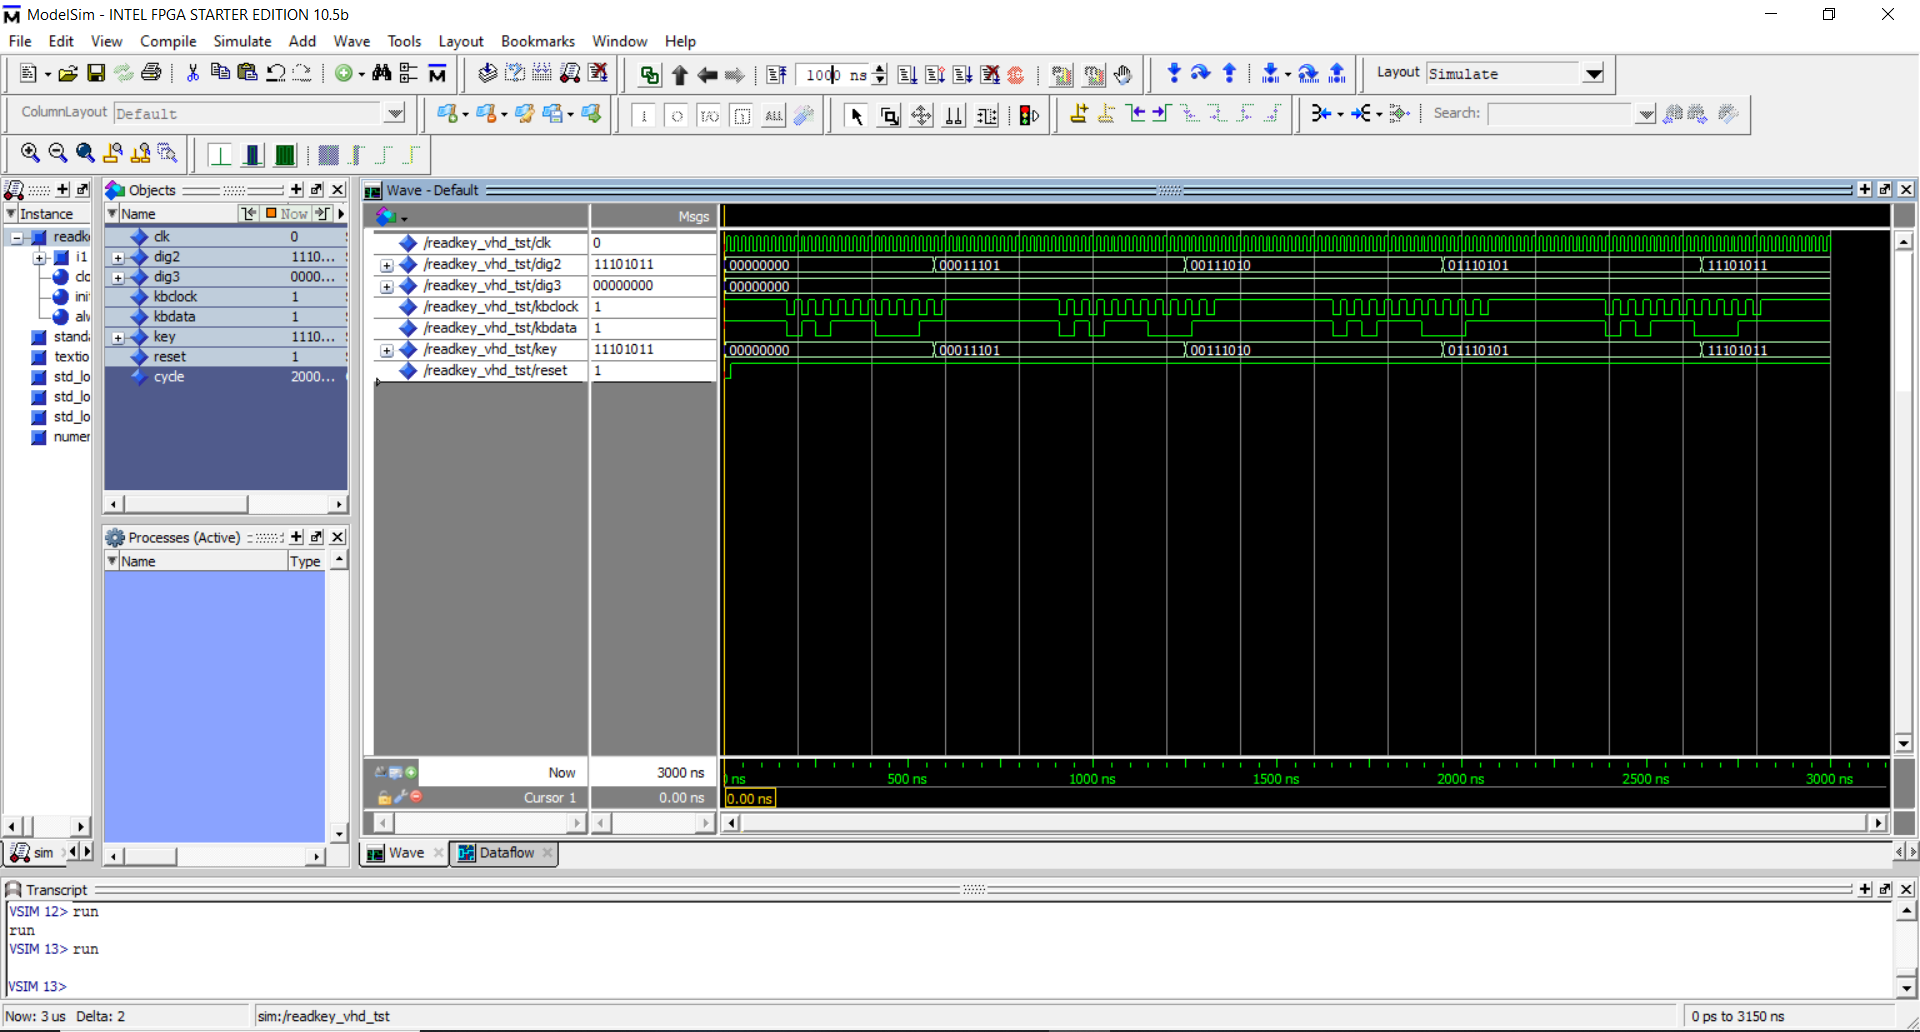 ModelSim - INTEL FPGA STARTER EDITION 10.5b
File Edit View Compile Simulate Add Wave Tools Layout Bookmarks Window Help
1000 ns
Layout Simulate
ColumnLayout Default
ALL
Search:
Instance
readk
i1
clo
ini
alv
standa
textio
std_lo
std_lo
std_lo
numer
sim
Objects
Name Now
clk 0
dig2 1110...
dig3 0000...
kbclock 1
kbdata 1
key 1110...
reset 1
cycle 2000...
Processes (Active)
Name Type
Wave - Default
Msgs
/readkey_vhd_tst/clk 0
/readkey_vhd_tst/dig2 11101011 00000000 00011101 00111010 01110101 11101011
/readkey_vhd_tst/dig3 00000000 00000000
/readkey_vhd_tst/kbclock 1
/readkey_vhd_tst/kbdata 1
/readkey_vhd_tst/key 11101011 00000000 00011101 00111010 01110101 11101011
/readkey_vhd_tst/reset 1
Now 3000 ns ns 500 ns 1000 ns 1500 ns 2000 ns 2500 ns 3000 ns
Cursor 1 0.00 ns 0.00 ns
Wave Dataflow
Transcript
VSIM 12> run
run
VSIM 13> run
VSIM 13>
Now: 3 us Delta: 2 sim:/readkey_vhd_tst 0 ps to 3150 ns